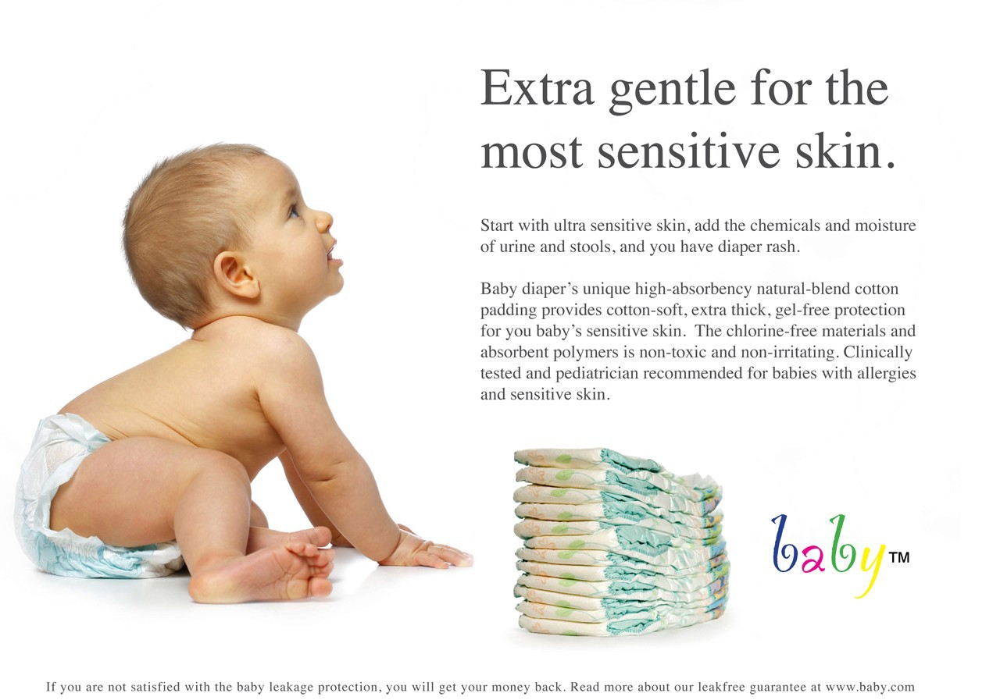 Extra gentle for the
most sensitive skin.
Start with ultra sensitive skin, add the chemicals and moisture
of urine and stools, and you have diaper rash.
Baby diaper’s unique high-absorbency natural-blend cotton
padding provides cotton-soft, extra thick, gel-free protection
for you baby’s sensitive skin.  The chlorine-free materials and
absorbent polymers is non-toxic and non-irritating. Clinically
tested and pediatrician recommended for babies with allergies
and sensitive skin.
baby™
If you are not satisfied with the baby leakage protection, you will get your money back. Read more about our leakfree guarantee at www.baby.com